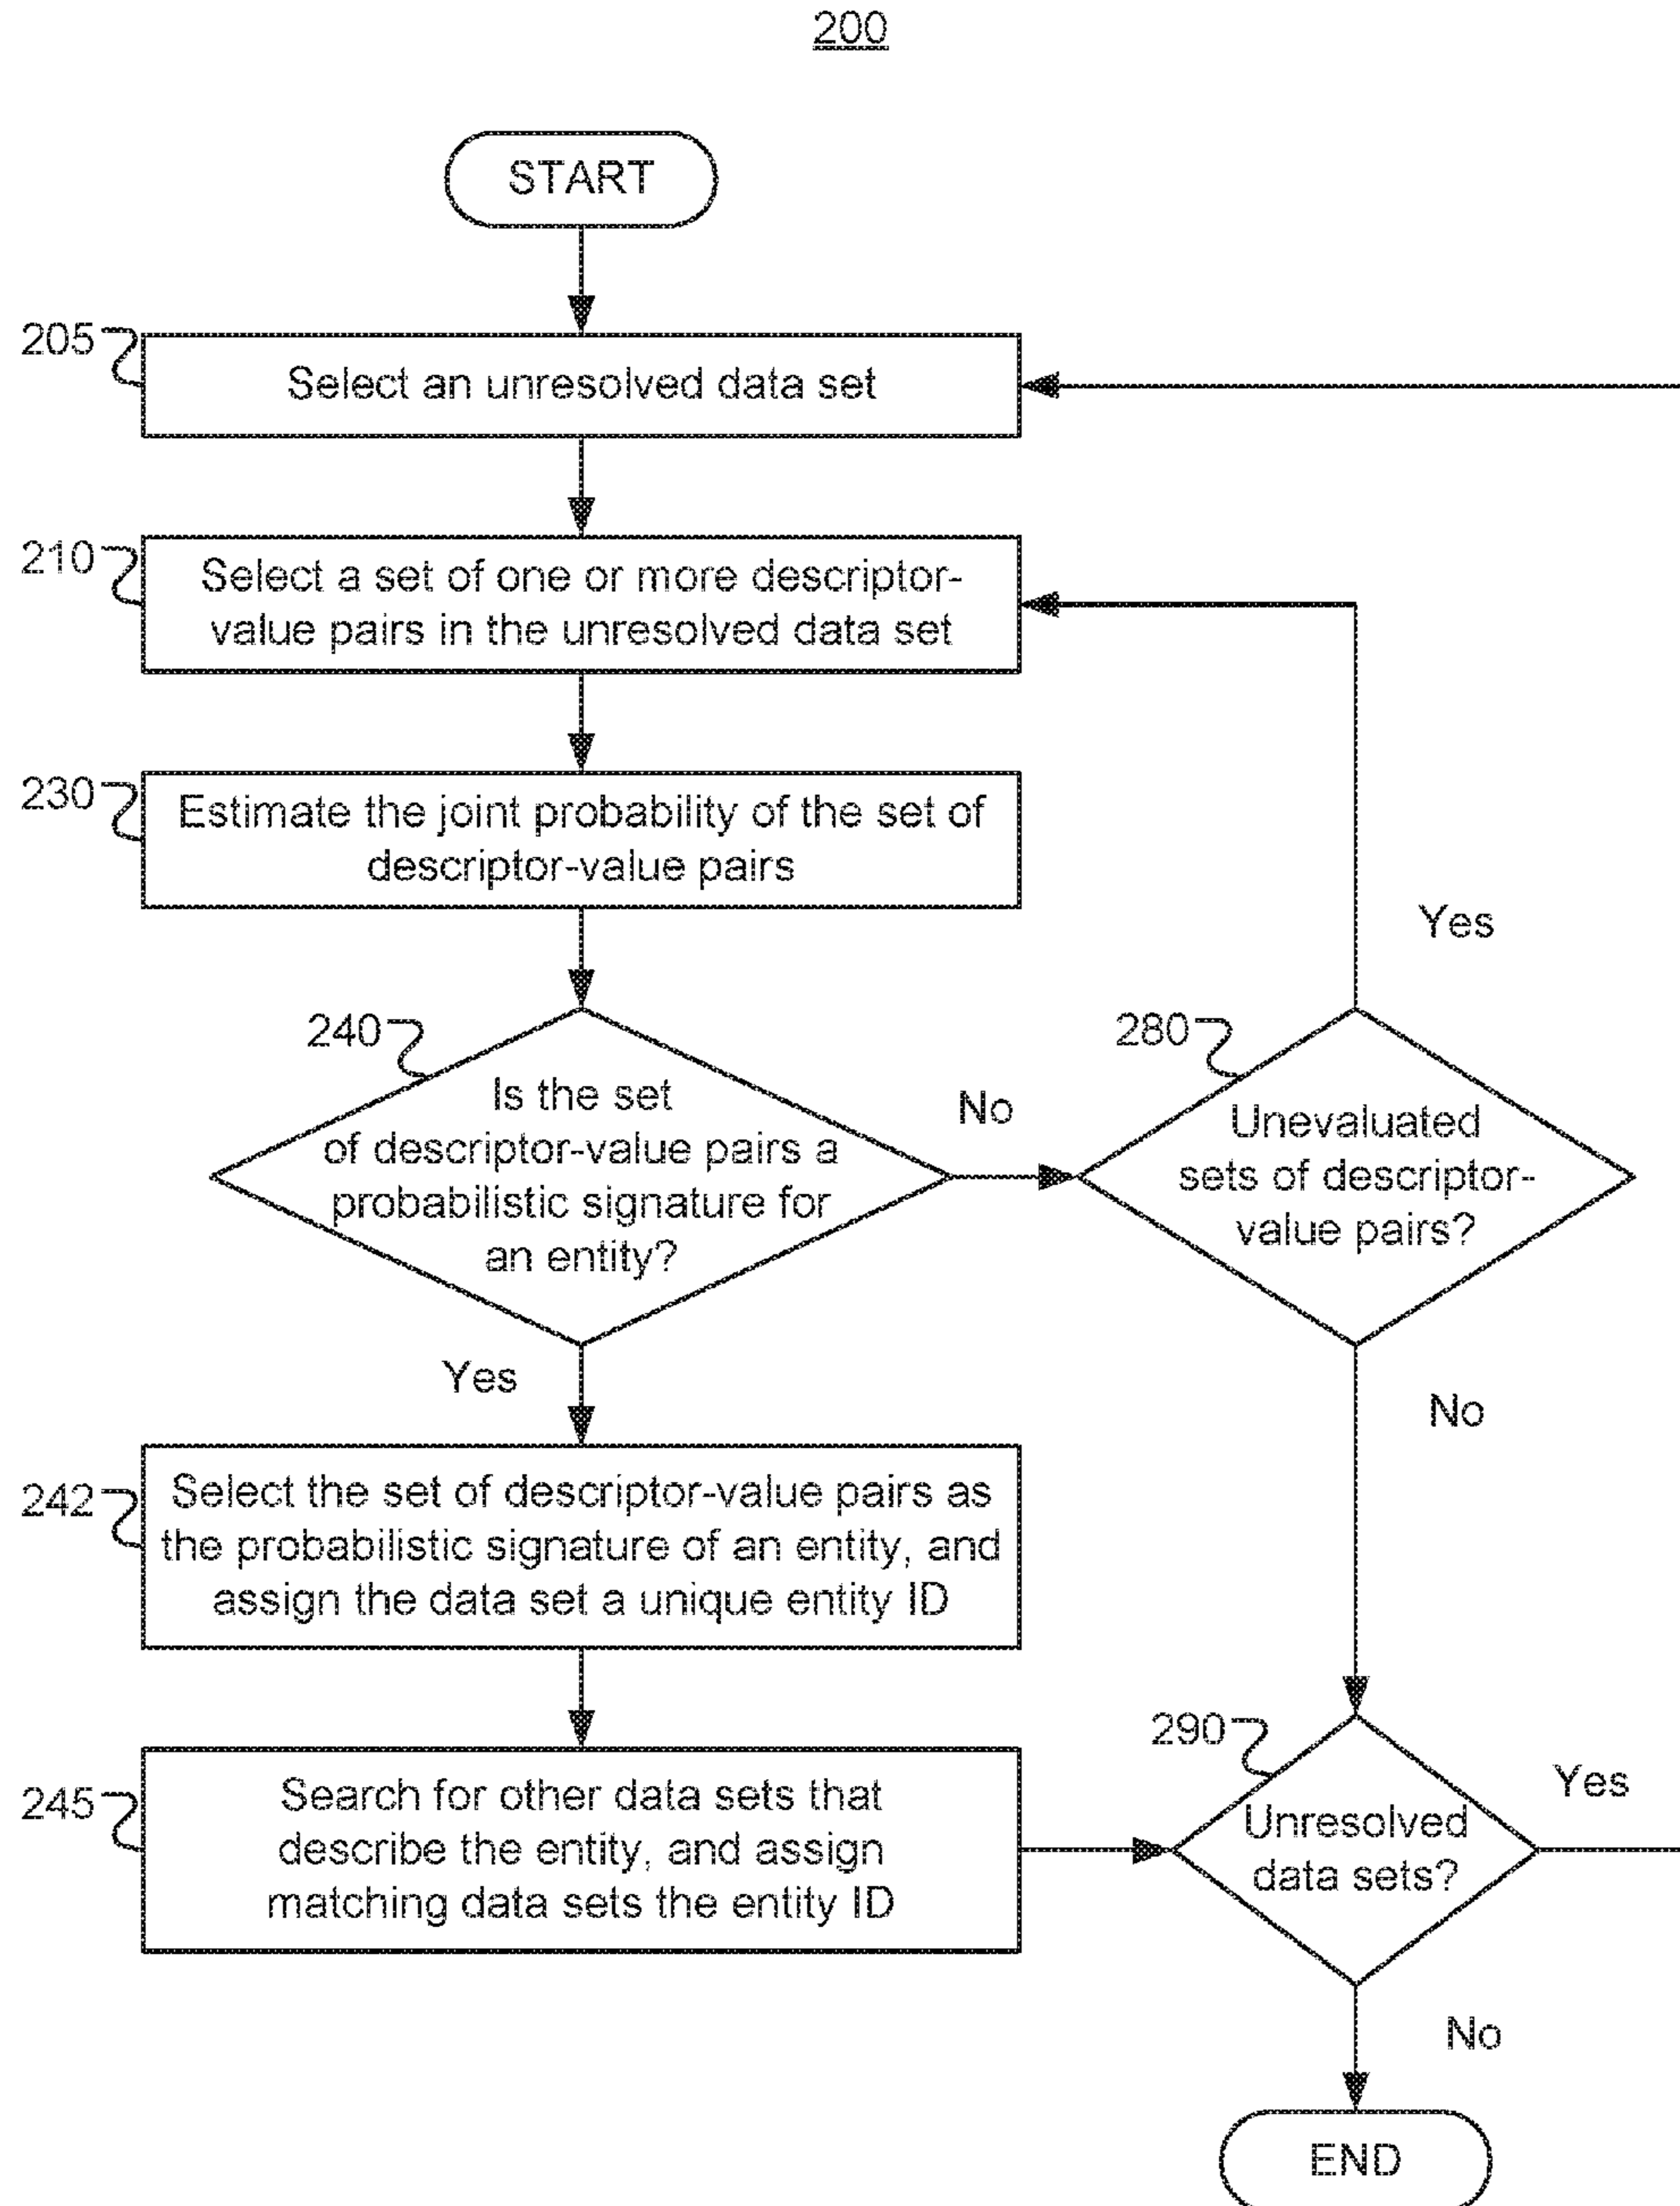 200
START
205
Select an unresolved data set
210
Select a set of one or more descriptor-
value pairs in the unresolved data set
230
Estimate the joint probability of the set of
descriptor-value pairs
Yes
240
Is the set
of descriptor-value pairs a
probabilistic signature for
an entity?
No
280
Unevaluated
sets of descriptor-
value pairs?
Yes
No
242
Select the set of descriptor-value pairs as
the probabilistic signature of an entity, and
assign the data set a unique entity ID
245
Search for other data sets that
describe the entity, and assign
matching data sets the entity ID
290
Unresolved
data sets?
Yes
No
END